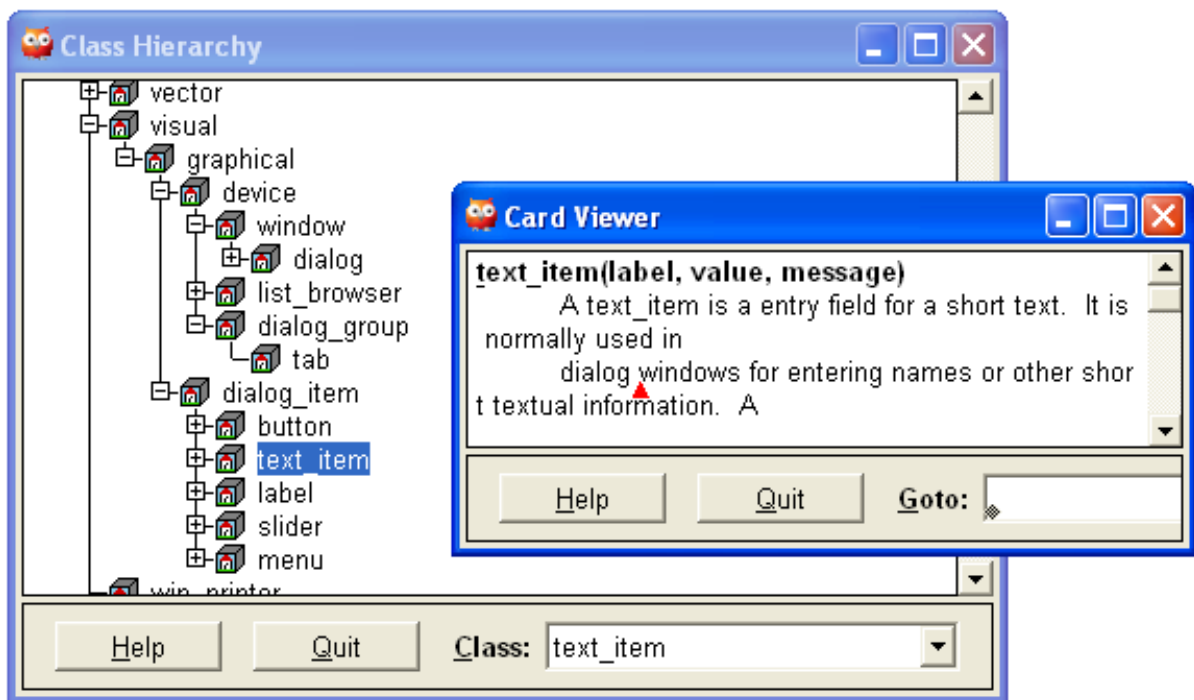 Class Hierarchy
vector
visual
graphical
device
window
dialog
list_browser
dialog_group
tab
dialog_item
button
text_item
label
slider
menu
win_printer
Help
Quit
Class:
text_item
Card Viewer
text_item(label, value, message)
A text_item is a entry field for a short text. It is
normally used in
dialog windows for entering names or other shor
t textual information. A
Help
Quit
Goto: